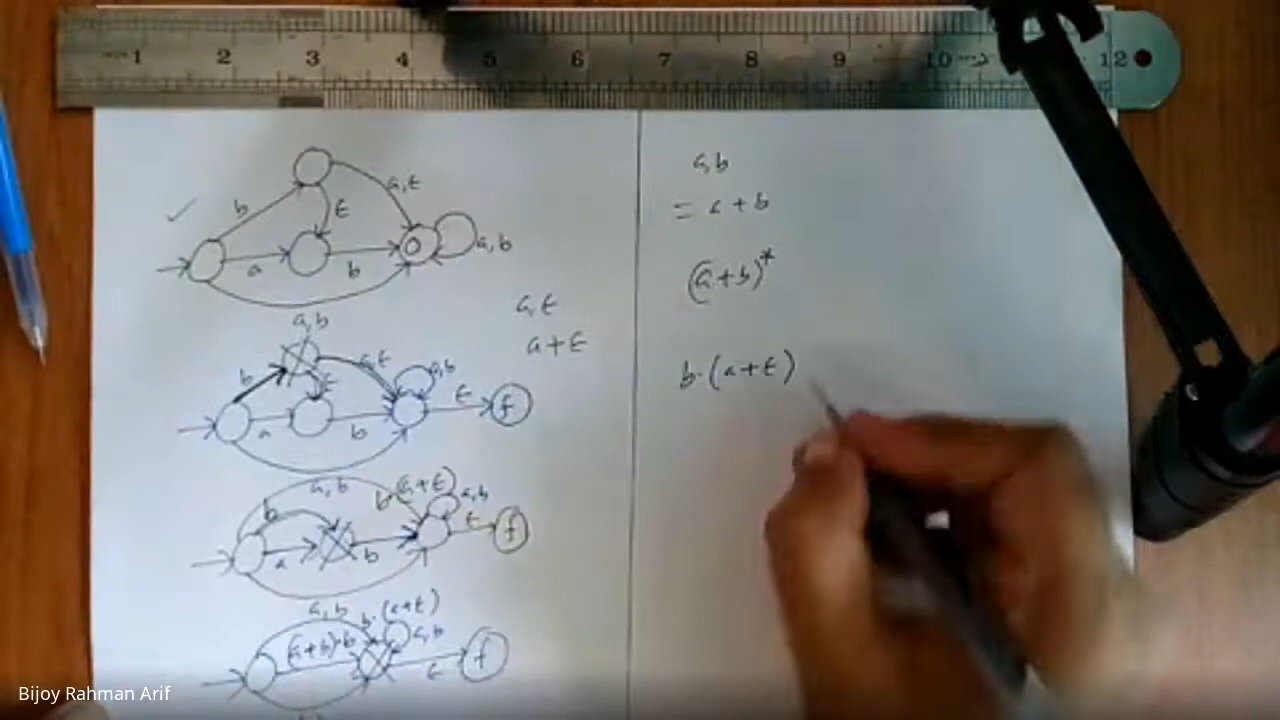 1 2 3 4 5 6 7 8 9 10 12
b
a,ε
ε
a
b
a,b
a,b
a,ε
a+ε
b
a,ε
ε
a,b
ε
f
a
b
a,b
b·(a+ε)
a,b
b
ε
f
a
b
a,b
b·(a+ε)
(a+b)·b
a,b
ε
f
a,b
= a+b
(a+b)*
b·(a+ε)
Bijoy Rahman Arif